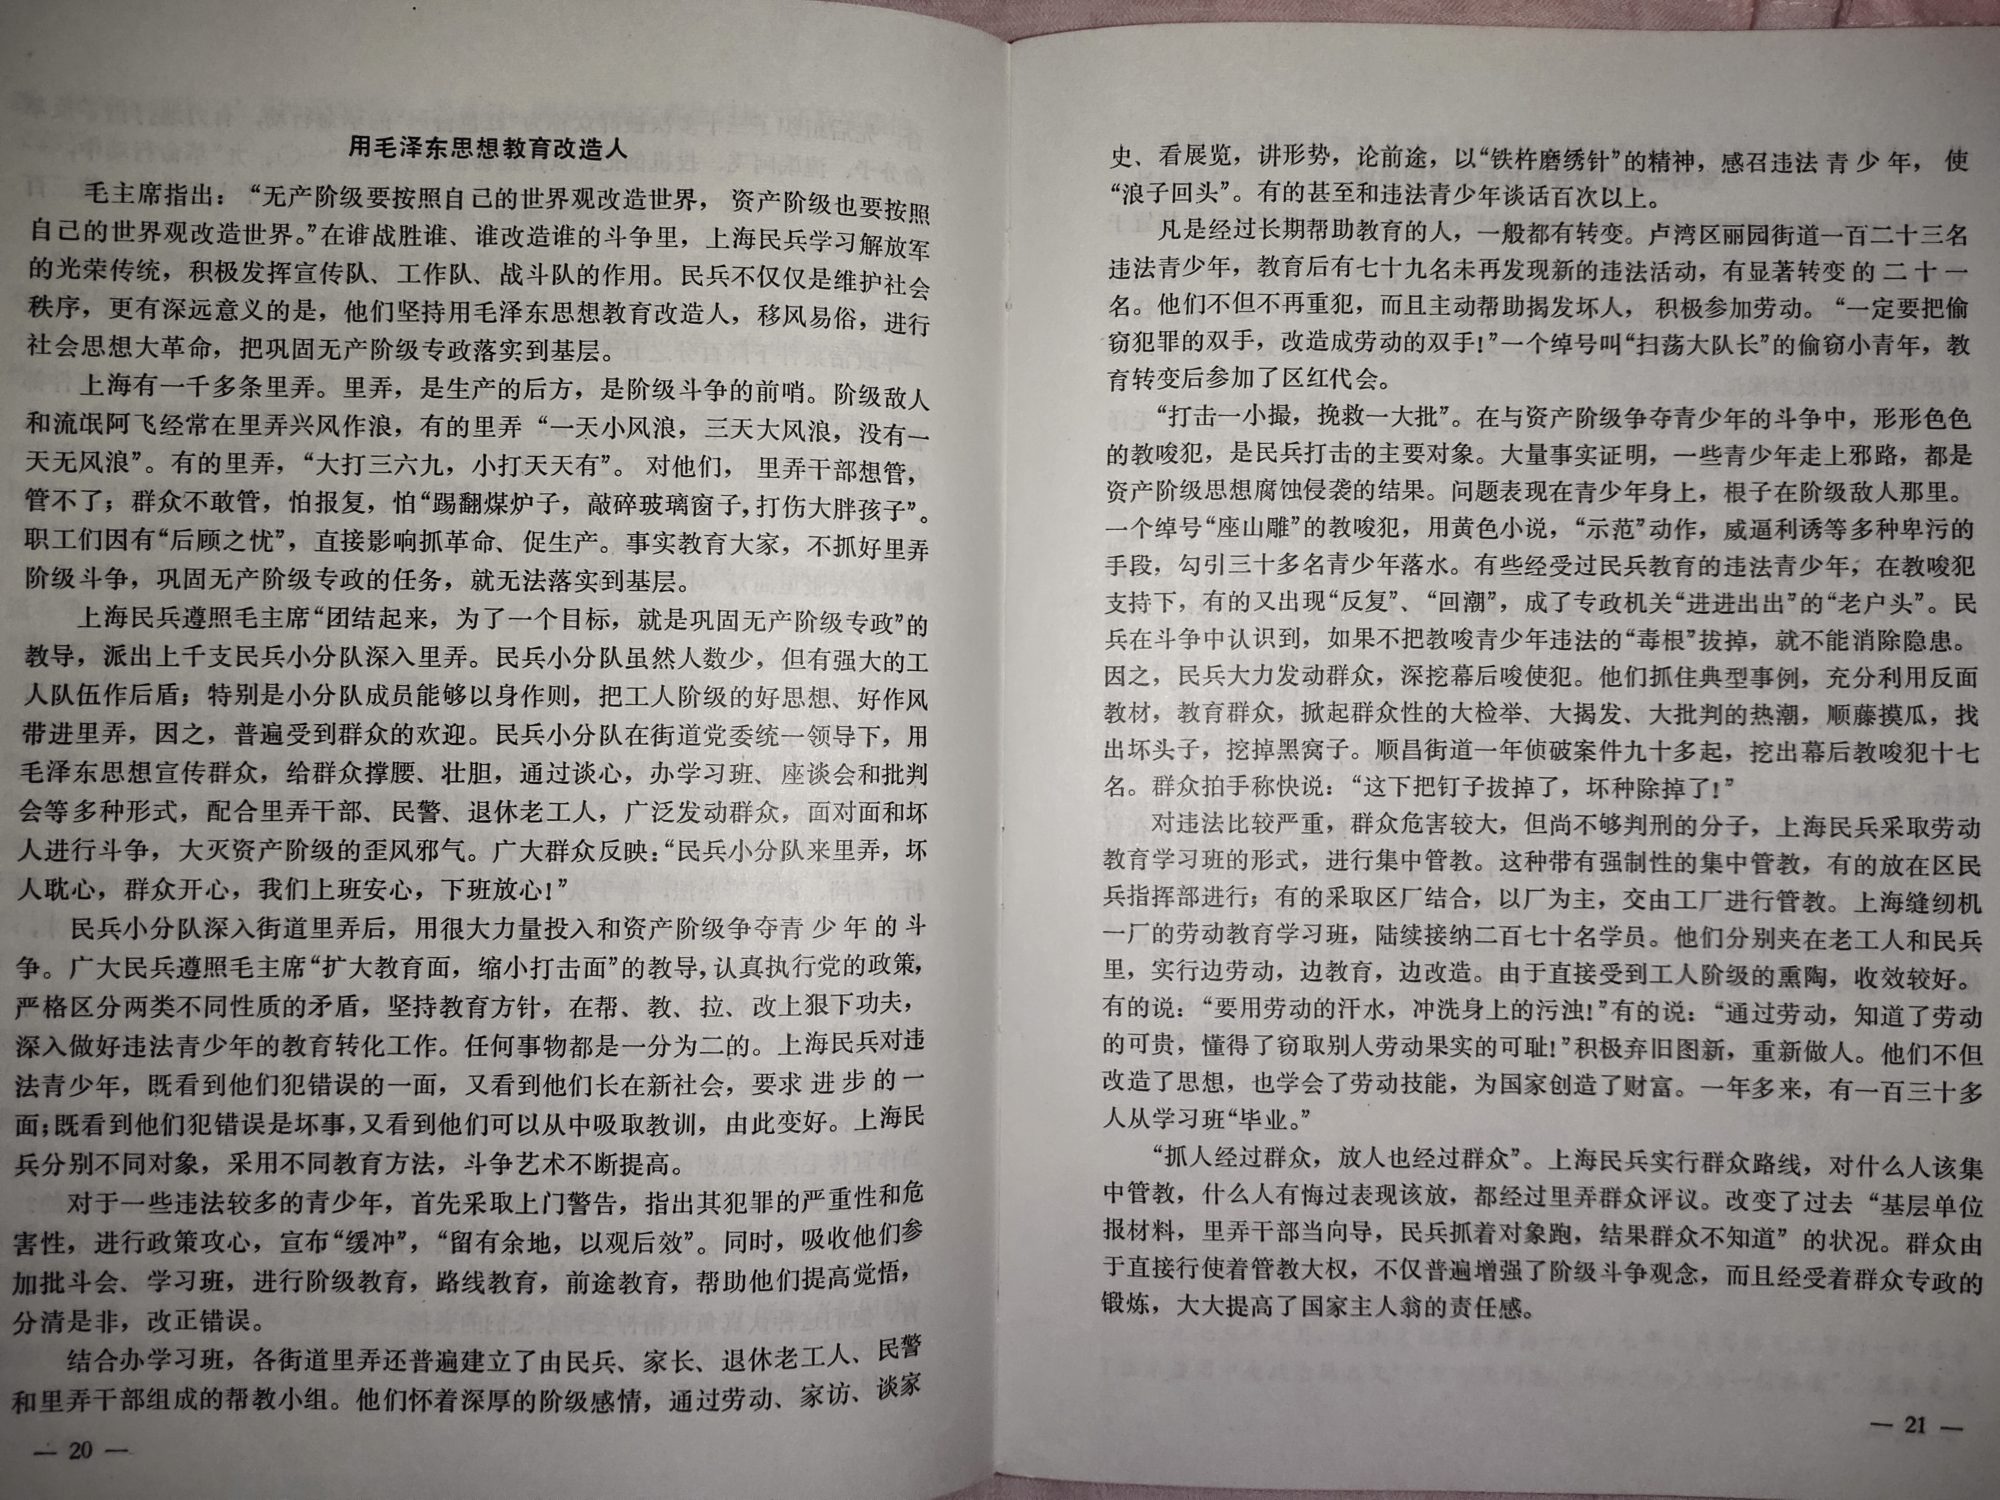 用毛泽东思想教育改造人
毛主席指出：“无产阶级要按照自己的世界观改造世界，资产阶级也要按照
自己的世界观改造世界。”在谁战胜谁、谁改造谁的斗争里，上海民兵学习解放军
的光荣传统，积极发挥宣传队、工作队、战斗队的作用。民兵不仅仅是维护社会
秩序，更有深远意义的是，他们坚持用毛泽东思想教育改造人，移风易俗，进行
社会思想大革命，把巩固无产阶级专政落实到基层。
上海有一千多条里弄。里弄，是生产的后方，是阶级斗争的前哨。阶级敌人
和流氓阿飞经常在里弄兴风作浪，有的里弄“一天小风浪，三天大风浪，没有一
天无风浪”。有的里弄，“大打三六九，小打天天有”。对他们，里弄干部想管，
管不了；群众不敢管，怕报复，怕“踢翻煤炉子，敲碎玻璃窗子，打伤大胖孩子”。
职工们因有“后顾之忧”，直接影响抓革命、促生产。事实教育大家，不抓好里弄
阶级斗争，巩固无产阶级专政的任务，就无法落实到基层。
上海民兵遵照毛主席“团结起来，为了一个目标，就是巩固无产阶级专政”的
教导，派出上千支民兵小分队深入里弄。民兵小分队虽然人数少，但有强大的工
人队伍作后盾；特别是小分队成员能够以身作则，把工人阶级的好思想、好作风
带进里弄，因之，普遍受到群众的欢迎。民兵小分队在街道党委统一领导下，用
毛泽东思想宣传群众，给群众撑腰、壮胆，通过谈心，办学习班、座谈会和批判
会等多种形式，配合里弄干部、民警、退休老工人，广泛发动群众，面对面和坏
人进行斗争，大灭资产阶级的歪风邪气。广大群众反映：“民兵小分队来里弄，坏
人耽心，群众开心，我们上班安心，下班放心！”
民兵小分队深入街道里弄后，用很大力量投入和资产阶级争夺青少年的斗
争。广大民兵遵照毛主席“扩大教育面，缩小打击面”的教导，认真执行党的政策，
严格区分两类不同性质的矛盾，坚持教育方针，在帮、教、拉、改上狠下功夫，
深入做好违法青少年的教育转化工作。任何事物都是一分为二的。上海民兵对违
法青少年，既看到他们犯错误的一面，又看到他们长在新社会，要求进步的一
面；既看到他们犯错误是坏事，又看到他们可以从中吸取教训，由此变好。上海民
兵分别不同对象，采用不同教育方法，斗争艺术不断提高。
对于一些违法较多的青少年，首先采取上门警告，指出其犯罪的严重性和危
害性，进行政策攻心，宣布“缓冲”，“留有余地，以观后效”。同时，吸收他们参
加批斗会、学习班，进行阶级教育，路线教育，前途教育，帮助他们提高觉悟，
分清是非，改正错误。
结合办学习班，各街道里弄还普遍建立了由民兵、家长、退休老工人、民警
和里弄干部组成的帮教小组。他们怀着深厚的阶级感情，通过劳动、家访、谈家
— 20 —
史、看展览，讲形势，论前途，以“铁杵磨绣针”的精神，感召违法青少年，使
“浪子回头”。有的甚至和违法青少年谈话百次以上。
凡是经过长期帮助教育的人，一般都有转变。卢湾区丽园街道一百二十三名
违法青少年，教育后有七十九名未再发现新的违法活动，有显著转变的二十一
名。他们不但不再重犯，而且主动帮助揭发坏人，积极参加劳动。“一定要把偷
窃犯罪的双手，改造成劳动的双手！”一个绰号叫“扫荡大队长”的偷窃小青年，教
育转变后参加了区红代会。
“打击一小撮，挽救一大批”。在与资产阶级争夺青少年的斗争中，形形色色
的教唆犯，是民兵打击的主要对象。大量事实证明，一些青少年走上邪路，都是
资产阶级思想腐蚀侵袭的结果。问题表现在青少年身上，根子在阶级敌人那里。
一个绰号“座山雕”的教唆犯，用黄色小说，“示范”动作，威逼利诱等多种卑污的
手段，勾引三十多名青少年落水。有些经受过民兵教育的违法青少年，在教唆犯
支持下，有的又出现“反复”、“回潮”，成了专政机关“进进出出”的“老户头”。民
兵在斗争中认识到，如果不把教唆青少年违法的“毒根”拔掉，就不能消除隐患。
因之，民兵大力发动群众，深挖幕后唆使犯。他们抓住典型事例，充分利用反面
教材，教育群众，掀起群众性的大检举、大揭发、大批判的热潮，顺藤摸瓜，找
出坏头子，挖掉黑窝子。顺昌街道一年侦破案件九十多起，挖出幕后教唆犯十七
名。群众拍手称快说：“这下把钉子拔掉了，坏种除掉了！”
对违法比较严重，群众危害较大，但尚不够判刑的分子，上海民兵采取劳动
教育学习班的形式，进行集中管教。这种带有强制性的集中管教，有的放在区民
兵指挥部进行；有的采取区厂结合，以厂为主，交由工厂进行管教。上海缝纫机
一厂的劳动教育学习班，陆续接纳二百七十名学员。他们分别夹在老工人和民兵
里，实行边劳动，边教育，边改造。由于直接受到工人阶级的熏陶，收效较好。
有的说：“要用劳动的汗水，冲洗身上的污浊！”有的说：“通过劳动，知道了劳动
的可贵，懂得了窃取别人劳动果实的可耻！”积极弃旧图新，重新做人。他们不但
改造了思想，也学会了劳动技能，为国家创造了财富。一年多来，有一百三十多
人从学习班“毕业。”
“抓人经过群众，放人也经过群众”。上海民兵实行群众路线，对什么人该集
中管教，什么人有悔过表现该放，都经过里弄群众评议。改变了过去“基层单位
报材料，里弄干部当向导，民兵抓着对象跑，结果群众不知道”的状况。群众由
于直接行使着管教大权，不仅普遍增强了阶级斗争观念，而且经受着群众专政的
锻炼，大大提高了国家主人翁的责任感。
— 21 —